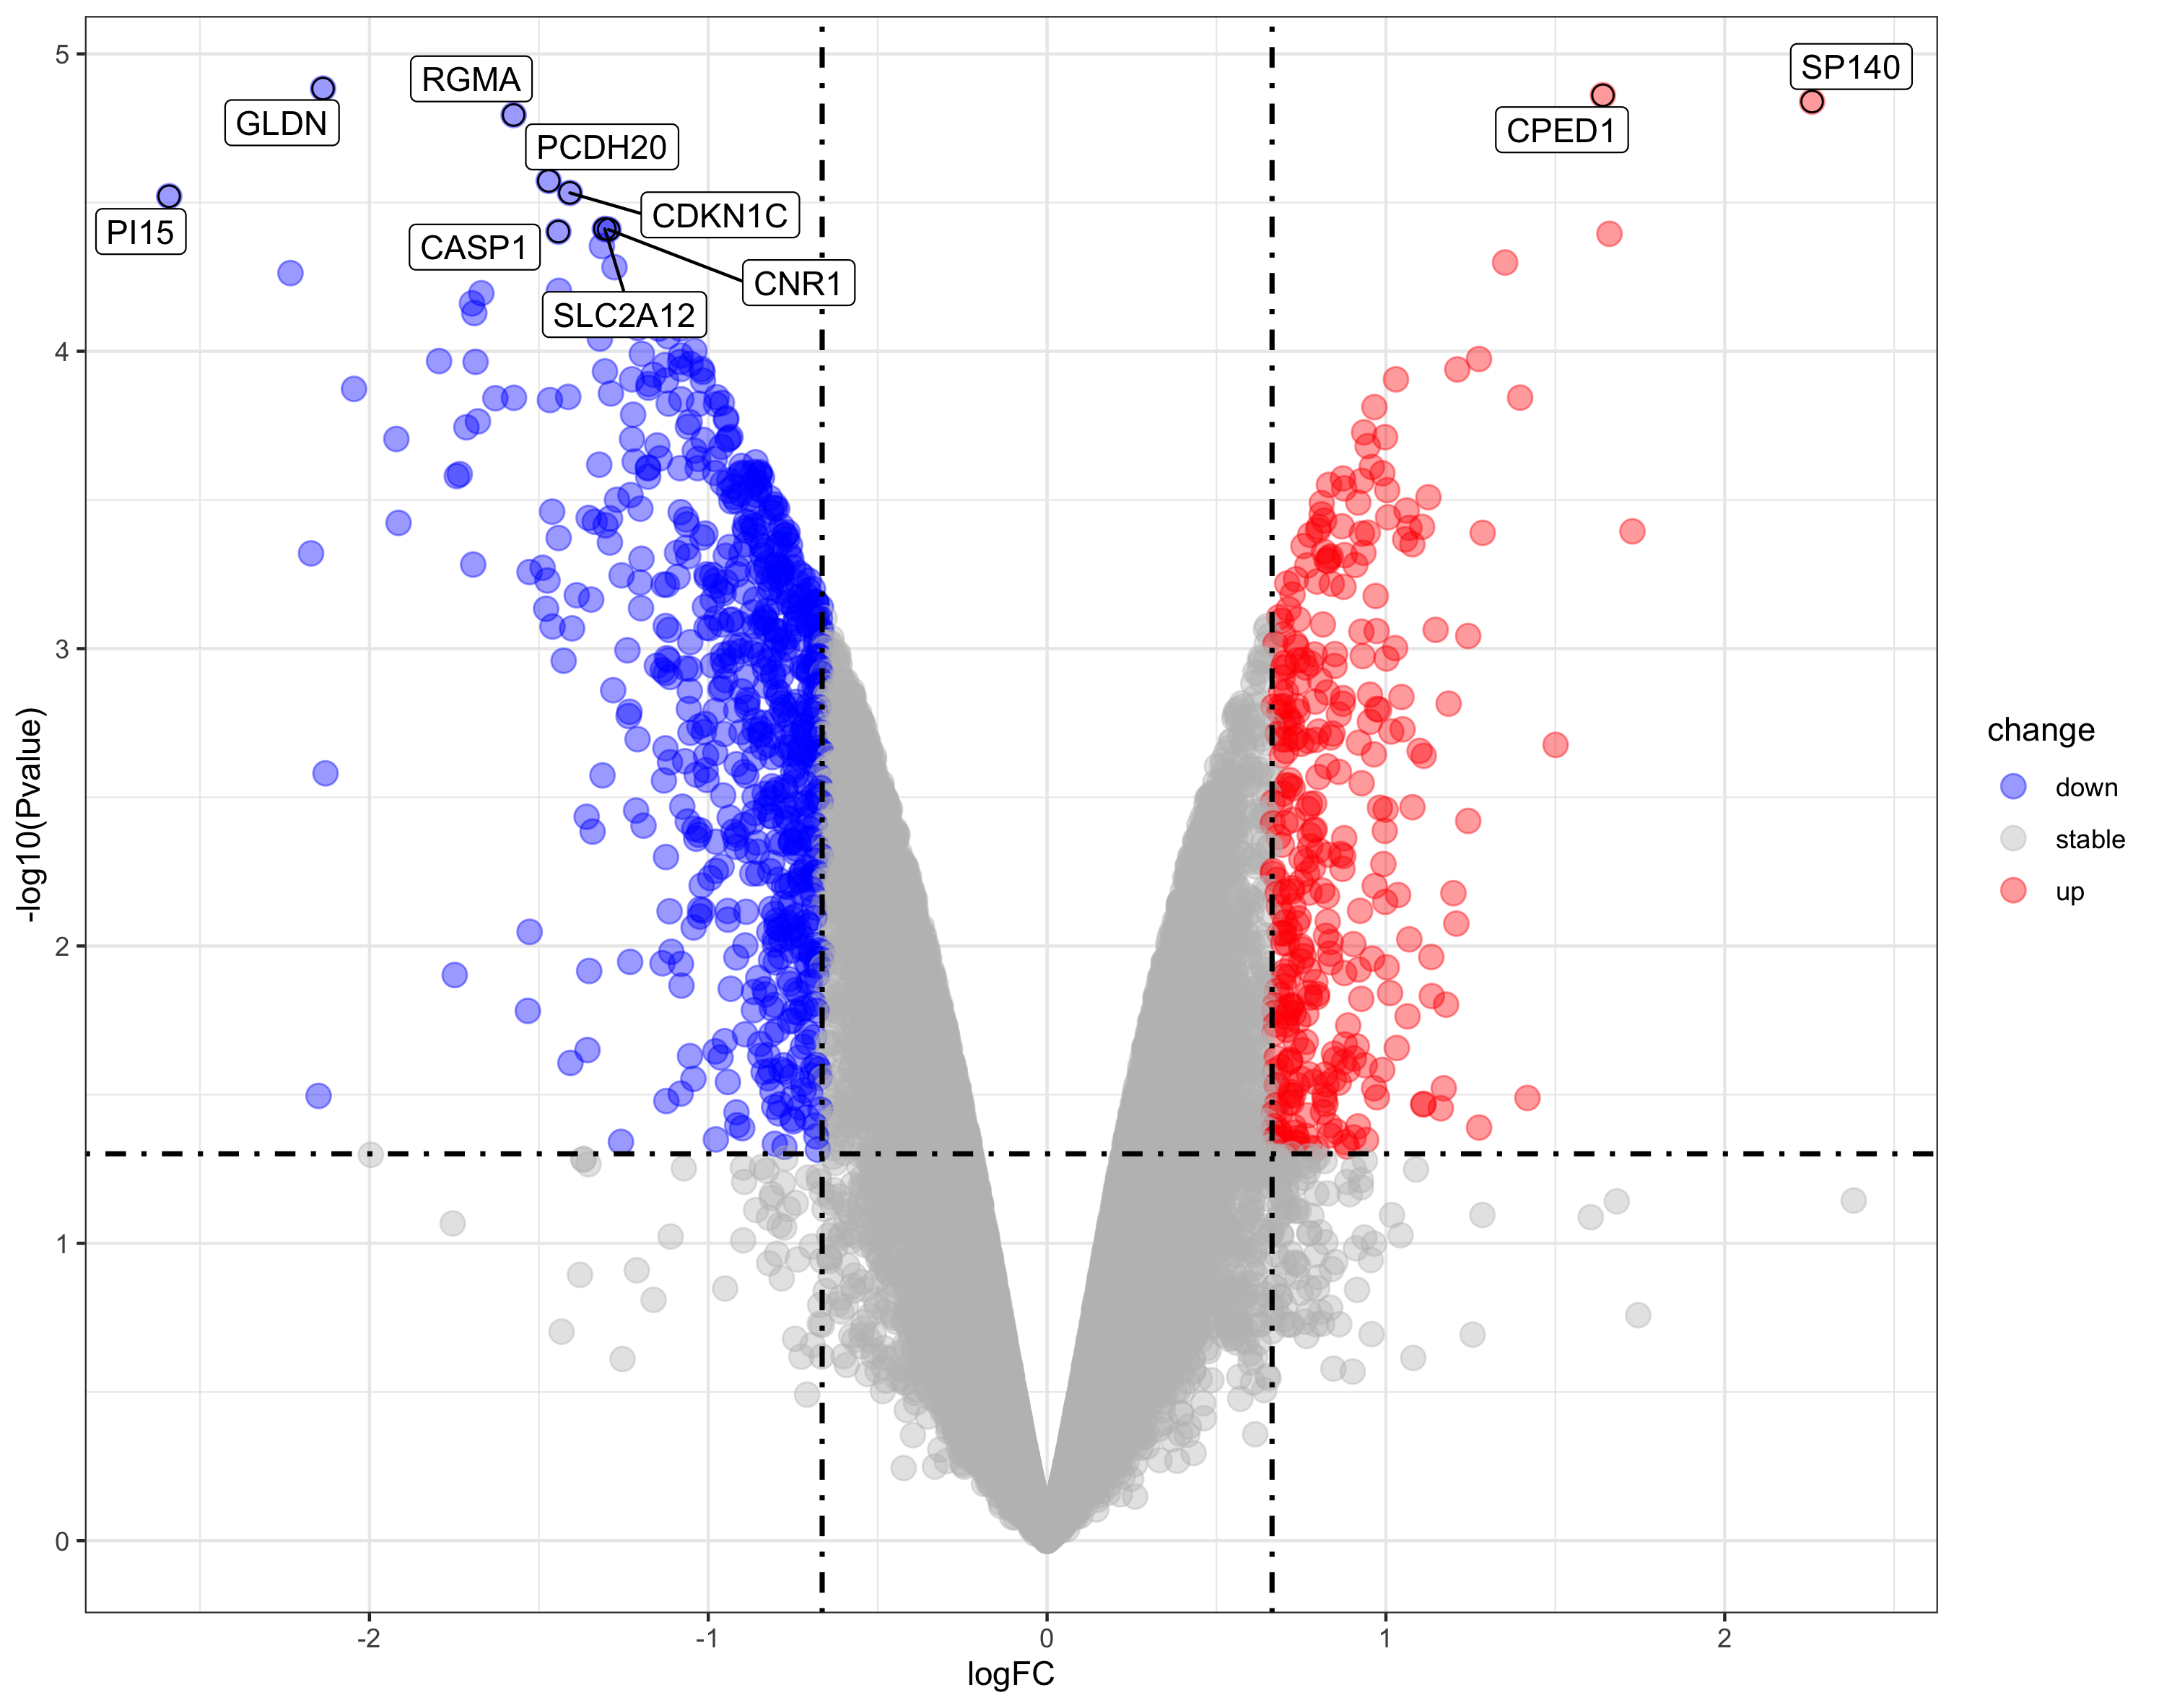 5
4
3
2
1
0
-log10(Pvalue)
-2
-1
0
1
2
logFC
GLDN
RGMA
PCDH20
PI15
CDKN1C
CASP1
CNR1
SLC2A12
CPED1
SP140
change
down
stable
up